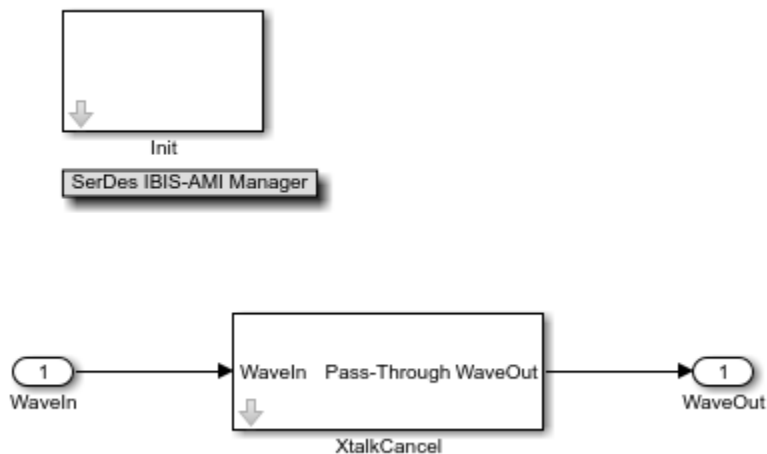 Init
SerDes IBIS-AMI Manager
1
WaveIn
WaveIn Pass-Through WaveOut
XtalkCancel
1
WaveOut